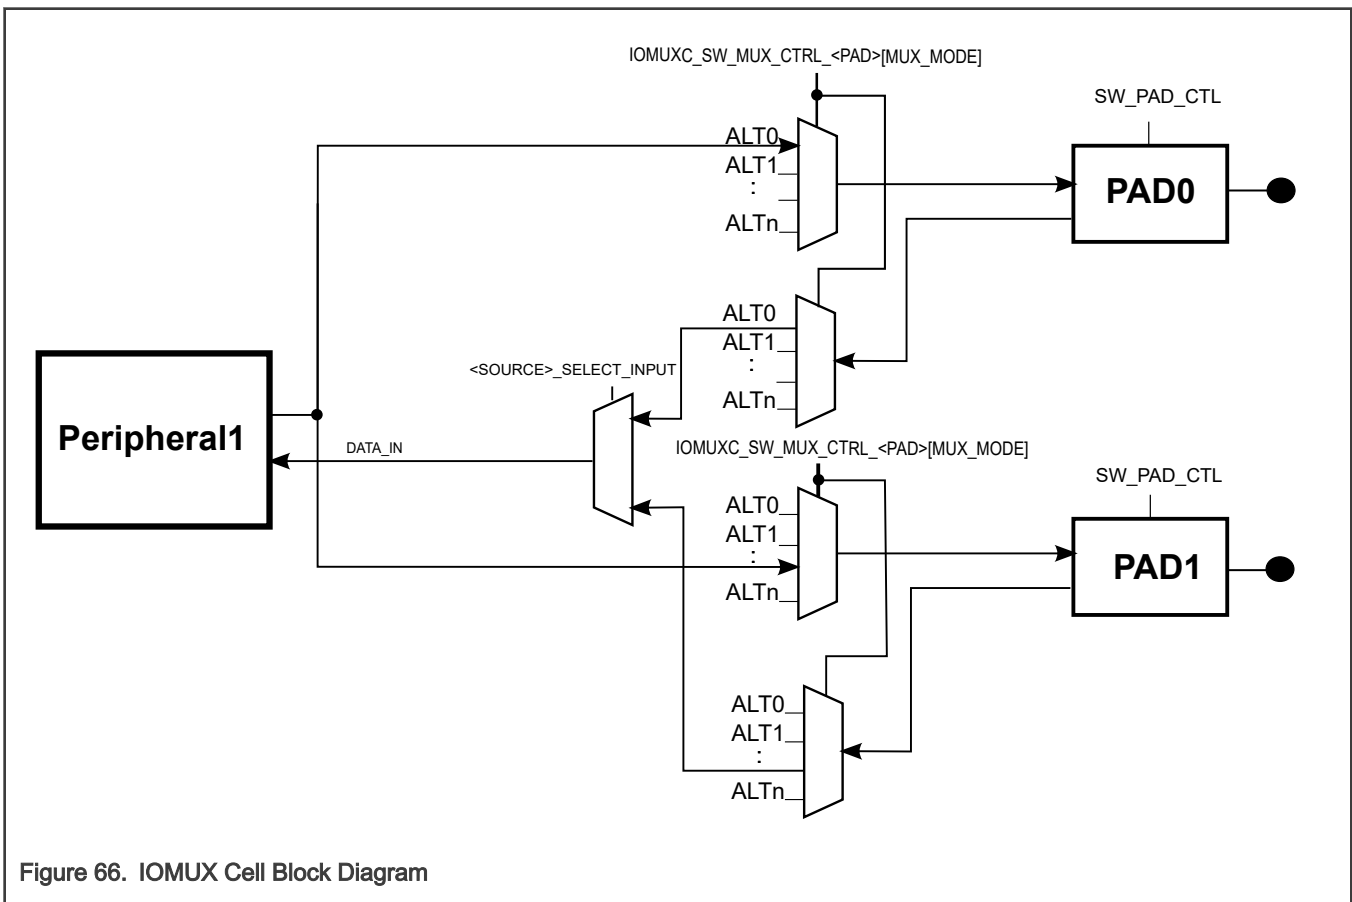 IOMUXC_SW_MUX_CTRL_<PAD>[MUX_MODE]
SW_PAD_CTL
ALT0
ALT1
:
ALTn
PAD0
ALT0
ALT1
:
ALTn
<SOURCE>_SELECT_INPUT
Peripheral1
DATA_IN
IOMUXC_SW_MUX_CTRL_<PAD>[MUX_MODE]
SW_PAD_CTL
ALT0
ALT1
:
ALTn
PAD1
ALT0
ALT1
:
ALTn
Figure 66. IOMUX Cell Block Diagram